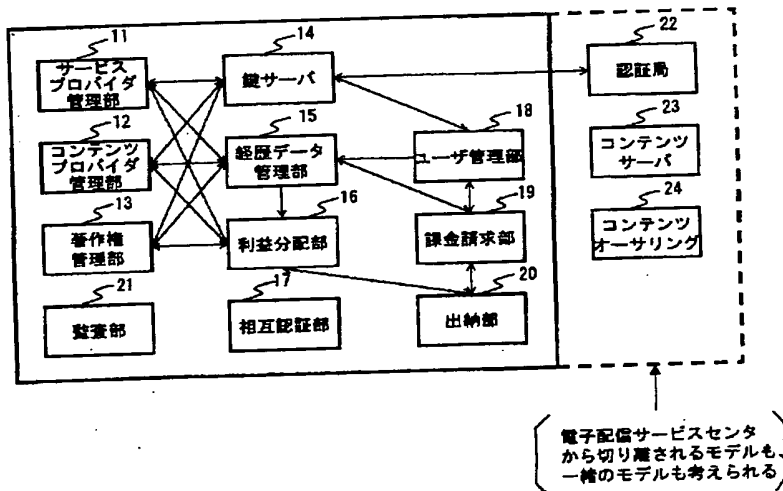 11
サービス
プロバイダ
管理部
14
鍵サーバ
22
認証局
12
コンテンツ
プロバイダ
管理部
15
経歴データ
管理部
18
ユーザ管理部
23
コンテンツ
サーバ
13
著作権
管理部
16
利益分配部
19
課金請求部
24
コンテンツ
オーサリング
21
監査部
17
相互認証部
20
出納部
電子配信サービスセンタ
から切り離されるモデルも、
一緒のモデルも考えられる